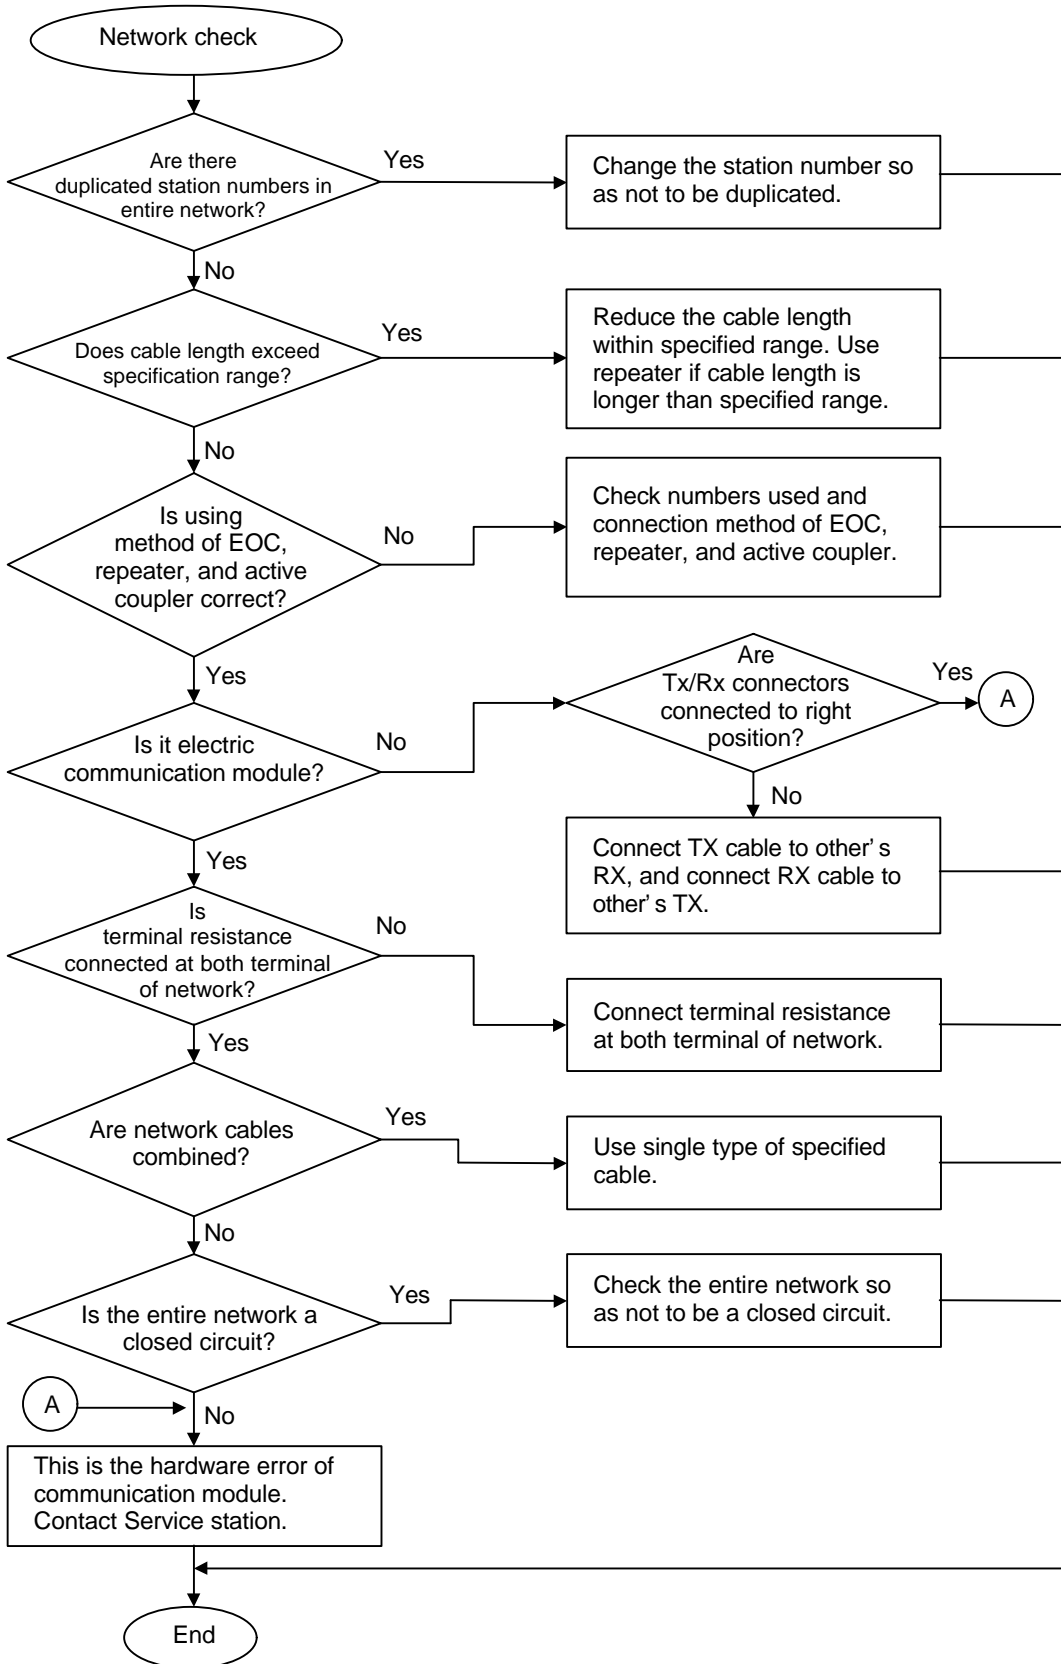 Network check
Are there
duplicated station numbers in
entire network?
Yes
Change the station number so
as not to be duplicated.
No
Does cable length exceed
specification range?
Yes
Reduce the cable length
within specified range. Use
repeater if cable length is
longer than specified range.
No
Is using
method of EOC,
repeater, and active
coupler correct?
No
Check numbers used and
connection method of EOC,
repeater, and active coupler.
Yes
Is it electric
communication module?
No
Are
Tx/Rx connectors
connected to right
position?
Yes
A
No
Connect TX cable to other's
RX, and connect RX cable to
other's TX.
Yes
Is
terminal resistance
connected at both terminal
of network?
No
Connect terminal resistance
at both terminal of network.
Yes
Are network cables
combined?
Yes
Use single type of specified
cable.
No
Is the entire network a
closed circuit?
Yes
Check the entire network so
as not to be a closed circuit.
A
No
This is the hardware error of
communication module.
Contact Service station.
End